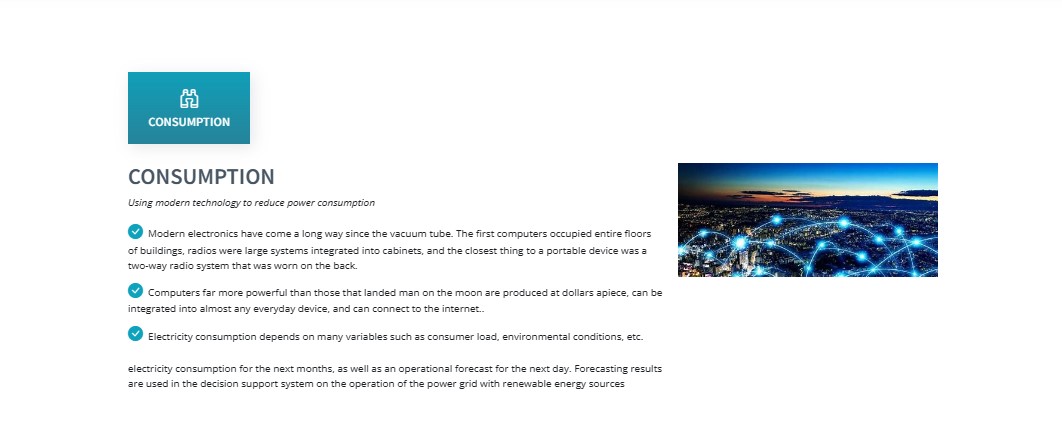 CONSUMPTION
CONSUMPTION
Using modern technology to reduce power consumption
Modern electronics have come a long way since the vacuum tube. The first computers occupied entire floors
of buildings, radios were large systems integrated into cabinets, and the closest thing to a portable device was a
two-way radio system that was worn on the back.
Computers far more powerful than those that landed man on the moon are produced at dollars apiece, can be
integrated into almost any everyday device, and can connect to the internet..
Electricity consumption depends on many variables such as consumer load, environmental conditions, etc.
electricity consumption for the next months, as well as an operational forecast for the next day. Forecasting results
are used in the decision support system on the operation of the power grid with renewable energy sources